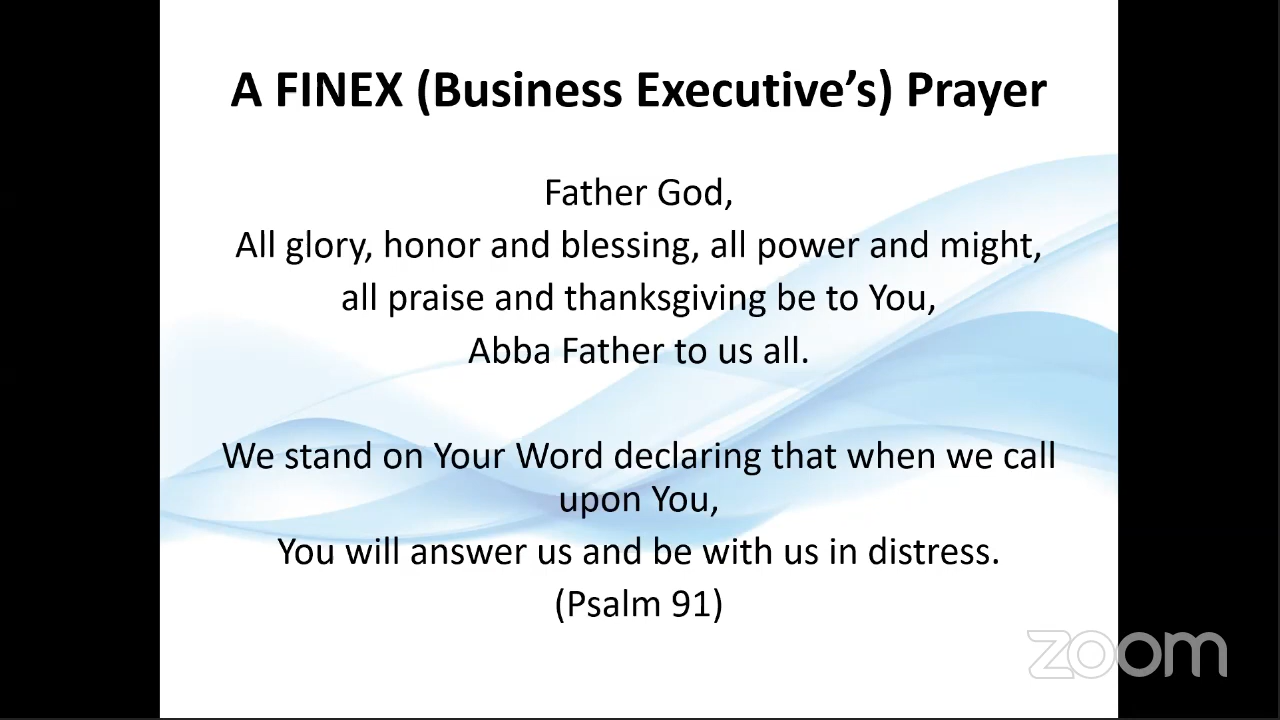 A FINEX (Business Executive’s) Prayer
Father God,
All glory, honor and blessing, all power and might,
all praise and thanksgiving be to You,
Abba Father to us all.
We stand on Your Word declaring that when we call
upon You,
You will answer us and be with us in distress.
(Psalm 91)
zoom